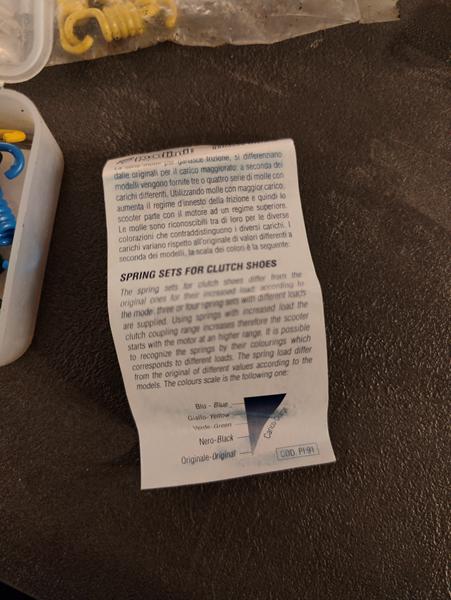 molle per ganasce frizione, si differenziano
dalle originali per il carico maggiorato: a seconda dei
modelli vengono fornite tre o quattro serie di molle con
carichi differenti. Utilizzando molle con maggior carico,
aumenta il regime d'innesto della frizione e quindi lo
scooter parte con il motore ad un regime superiore.
Le molle sono riconoscibili tra di loro per le diverse
colorazioni che contraddistinguono i diversi carichi. I
carichi variano rispetto all'originale di valori differenti a
seconda dei modelli, la scala dei colori è la seguente:
SPRING SETS FOR CLUTCH SHOES
The spring sets for clutch shoes differ from the
original ones for their increased load: according to
the mode: three or four spring sets with different loads
are supplied. Using springs with increased load the
clutch coupling range increases therefore the scooter
starts with the motor at an higher range. It is possible
to recognize the springs by their colourings which
corresponds to different loads. The spring load differ
from the original of different values according to the
models. The colours scale is the following one:
Blu - Blue
Giallo-Yellow
Verde-Green
Nero-Black
Originale-Original
Carico-
COD. PI-91